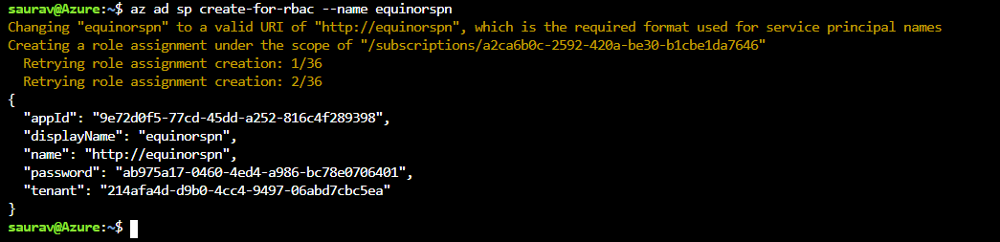 saurav@Azure:~$ az ad sp create-for-rbac --name equinorspn
Changing "equinorspn" to a valid URI of "http://equinorspn", which is the required format used for service principal names
Creating a role assignment under the scope of "/subscriptions/a2ca6b0c-2592-420a-be30-b1cbe1da7646"
  Retrying role assignment creation: 1/36
  Retrying role assignment creation: 2/36
{
  "appId": "9e72d0f5-77cd-45dd-a252-816c4f289398",
  "displayName": "equinorspn",
  "name": "http://equinorspn",
  "password": "ab975a17-0460-4ed4-a986-bc78e0706401",
  "tenant": "214afa4d-d9b0-4cc4-9497-06abd7cbc5ea"
}
saurav@Azure:~$